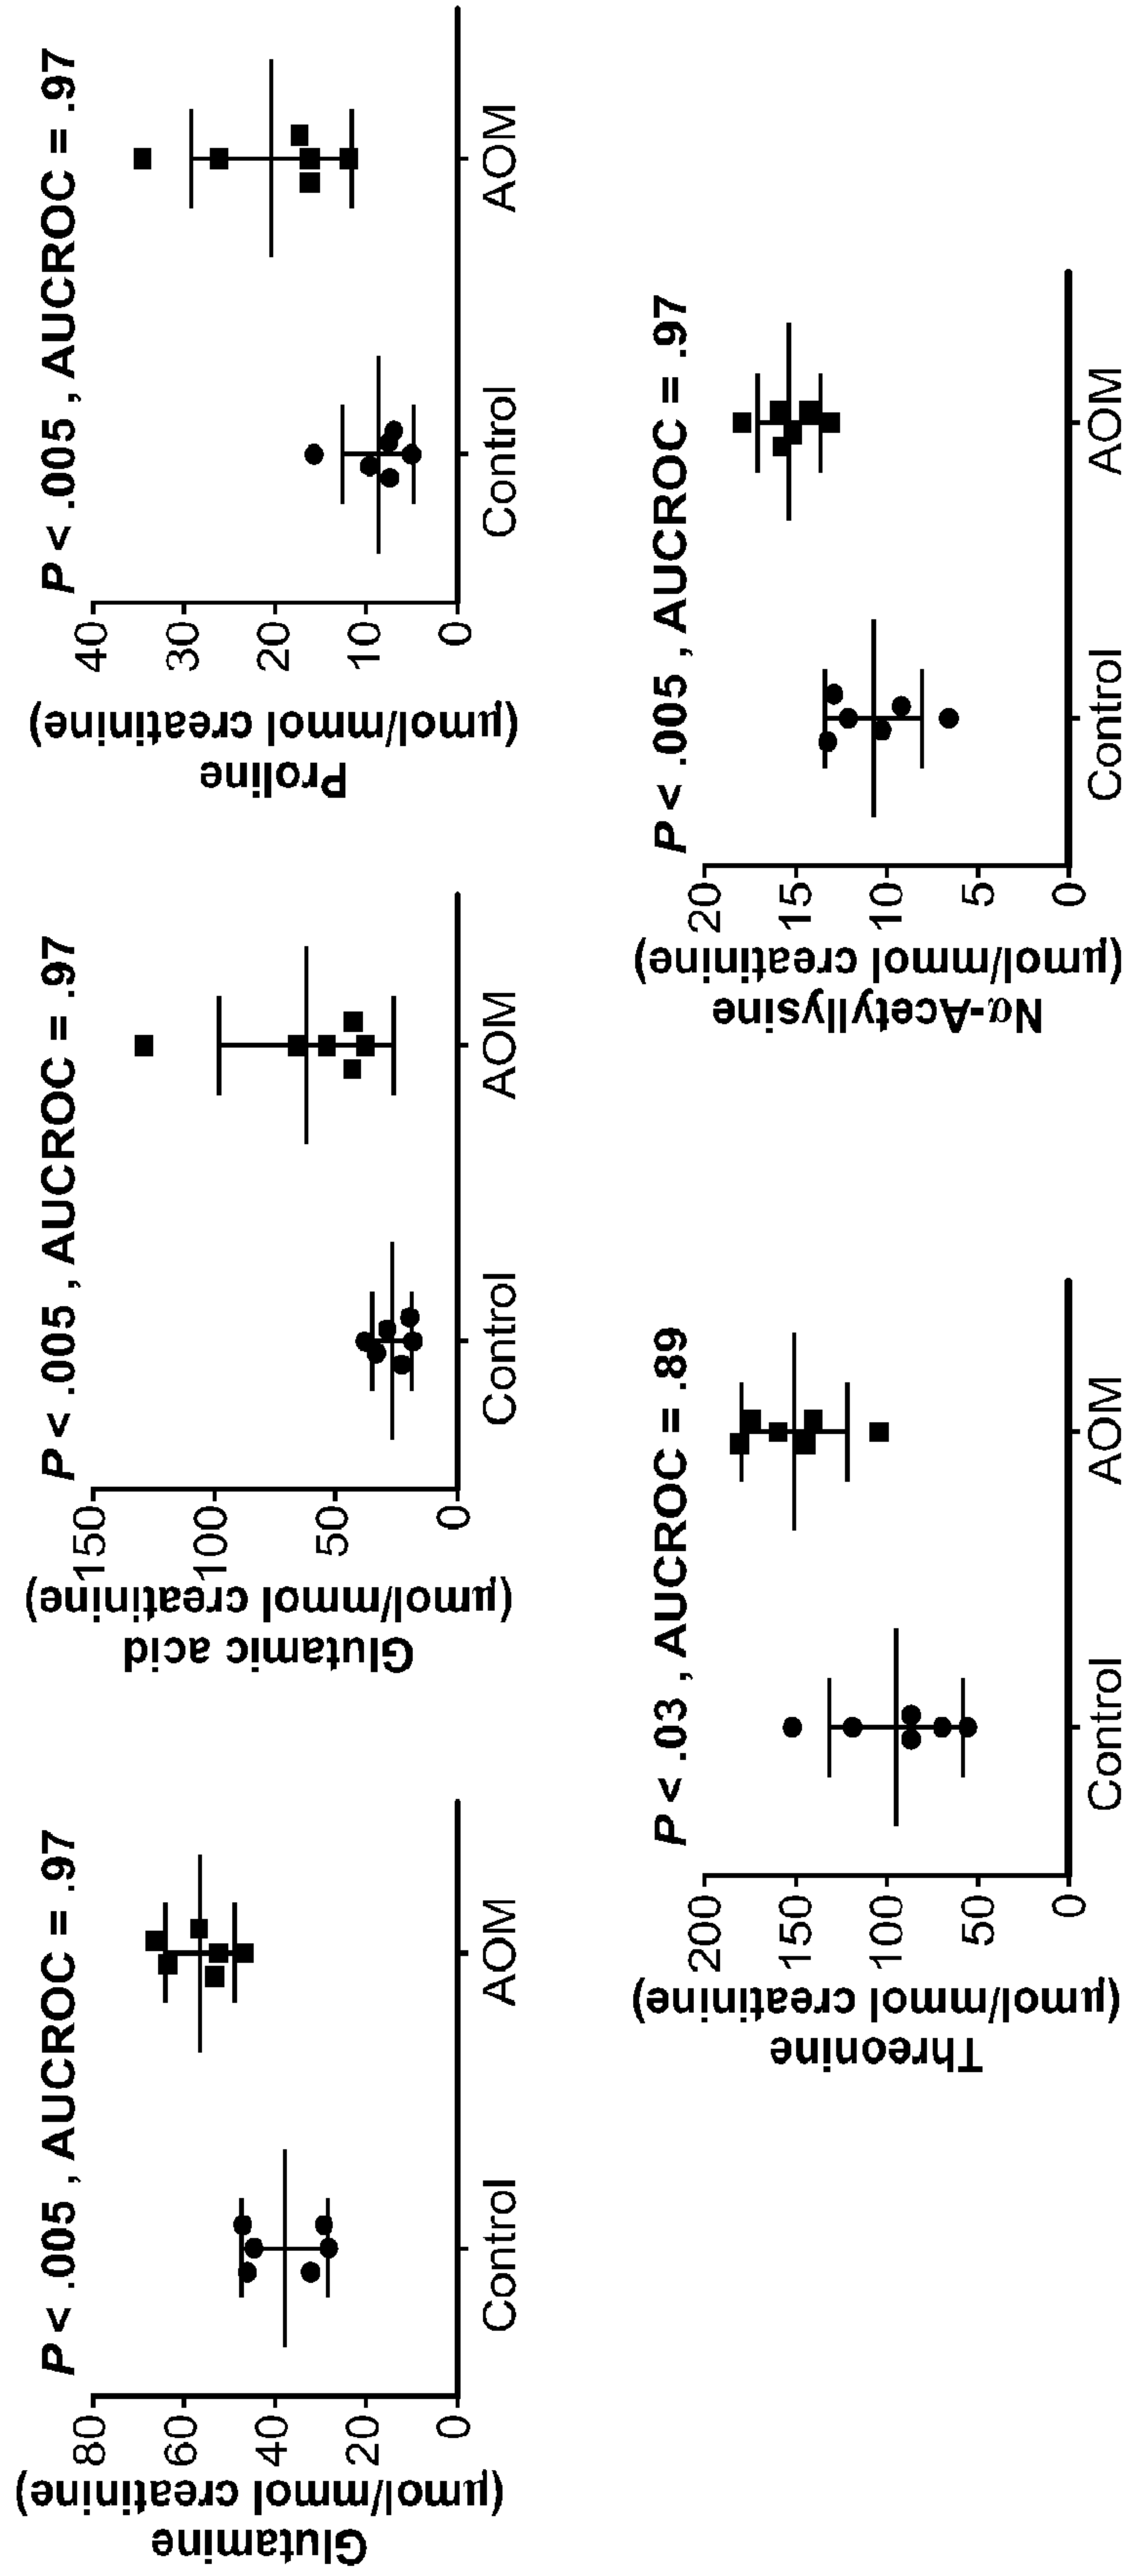 P < .005 , AUCROC = .97
Glutamine
(μmol/mmol creatinine)
80
60
40
20
0
Control
AOM
P < .005 , AUCROC = .97
Glutamic acid
(μmol/mmol creatinine)
150
100
50
0
Control
AOM
P < .005 , AUCROC = .97
Proline
(μmol/mmol creatinine)
40
30
20
10
0
Control
AOM
P < .03 , AUCROC = .89
Threonine
(μmol/mmol creatinine)
200
150
100
50
0
Control
AOM
P < .005 , AUCROC = .97
Nα-Acetyllysine
(μmol/mmol creatinine)
20
15
10
5
0
Control
AOM